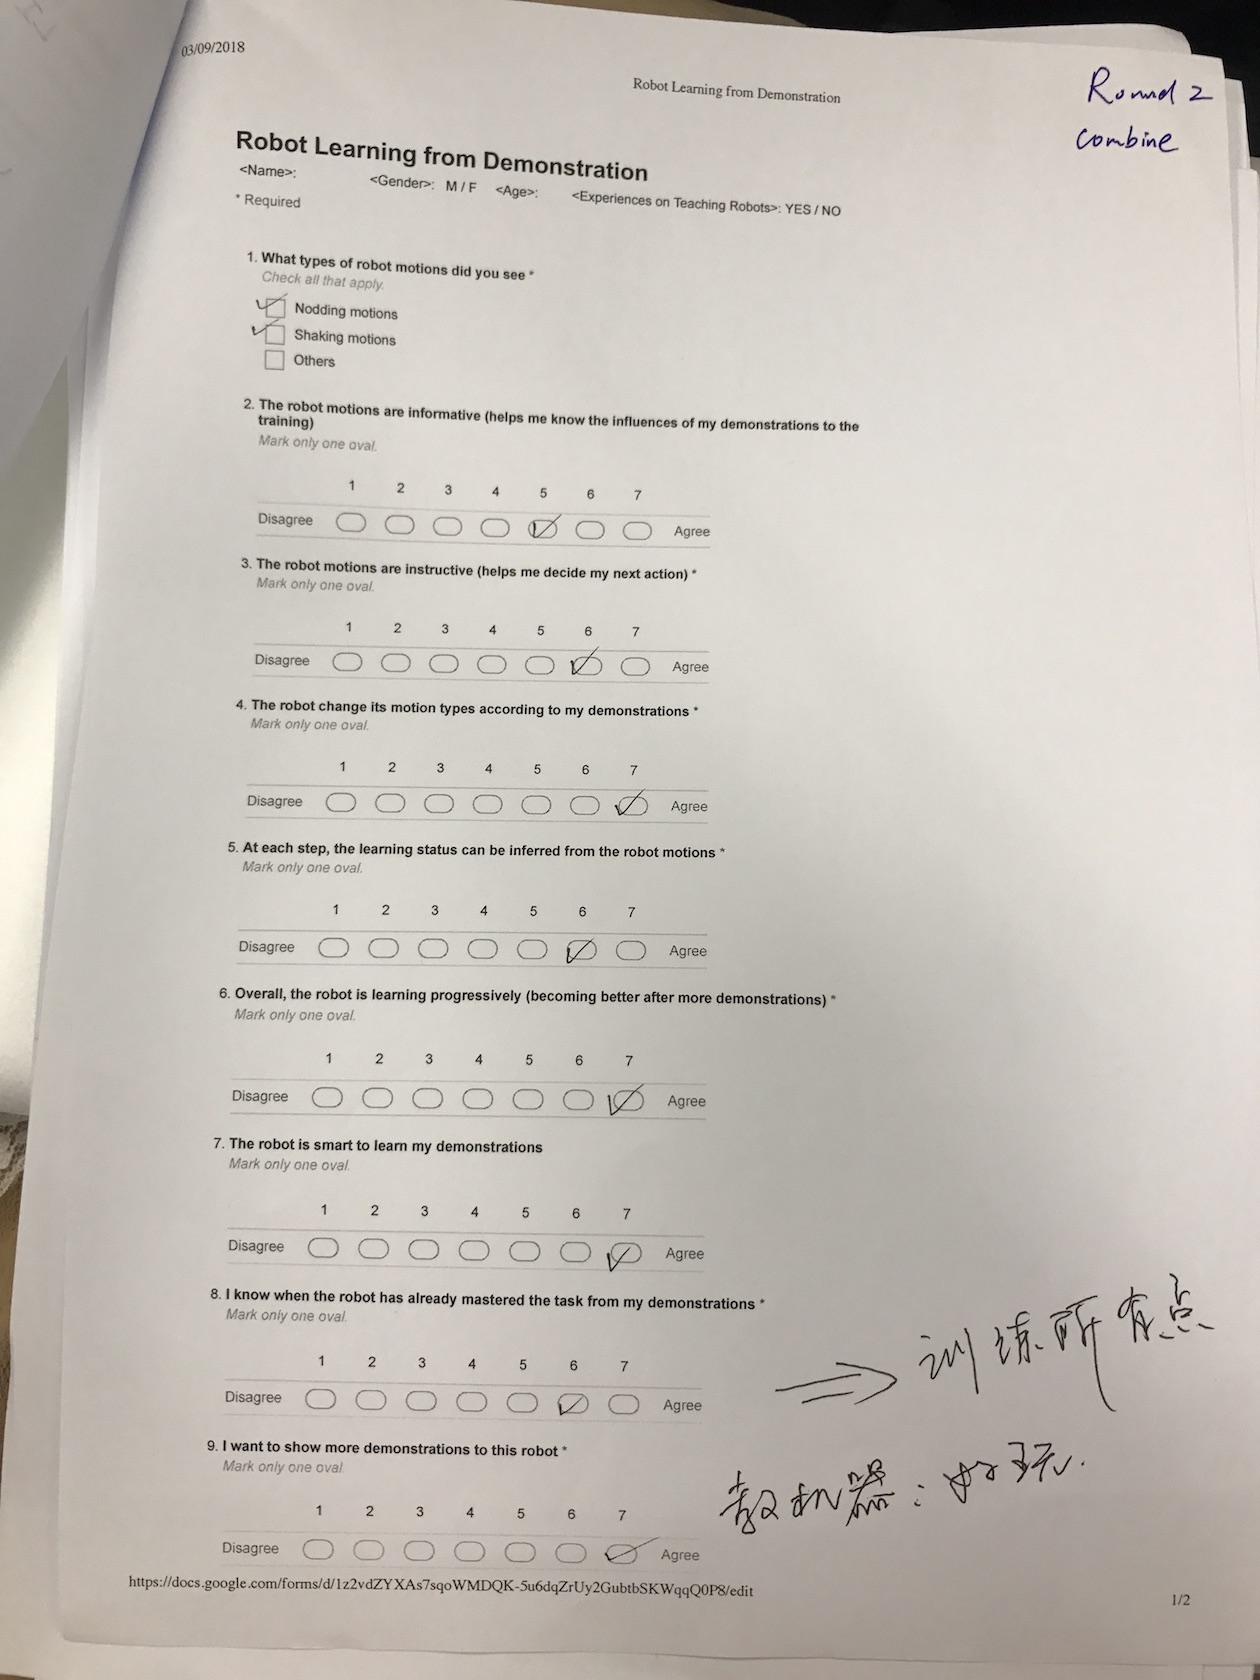 03/09/2018
Robot Learning from Demonstration
Round 2
combine
Robot Learning from Demonstration
<Name>: <Gender>: M / F <Age>: <Experiences on Teaching Robots>: YES / NO
* Required
1. What types of robot motions did you see *
Check all that apply.
Nodding motions
Shaking motions
Others
2. The robot motions are informative (helps me know the influences of my demonstrations to the
training)
Mark only one oval.
1 2 3 4 5 6 7
Disagree Agree
3. The robot motions are instructive (helps me decide my next action) *
Mark only one oval.
1 2 3 4 5 6 7
Disagree Agree
4. The robot change its motion types according to my demonstrations *
Mark only one oval.
1 2 3 4 5 6 7
Disagree Agree
5. At each step, the learning status can be inferred from the robot motions *
Mark only one oval.
1 2 3 4 5 6 7
Disagree Agree
6. Overall, the robot is learning progressively (becoming better after more demonstrations) *
Mark only one oval.
1 2 3 4 5 6 7
Disagree Agree
7. The robot is smart to learn my demonstrations
Mark only one oval.
1 2 3 4 5 6 7
Disagree Agree
8. I know when the robot has already mastered the task from my demonstrations *
Mark only one oval.
1 2 3 4 5 6 7
Disagree Agree
训练所有点
9. I want to show more demonstrations to this robot *
Mark only one oval.
教机器:好玩.
1 2 3 4 5 6 7
Disagree Agree
https://docs.google.com/forms/d/1z2vdZYXAs7sqoWMDQK-5u6dqZrUy2GubtbSKWqqQ0P8/edit
1/2